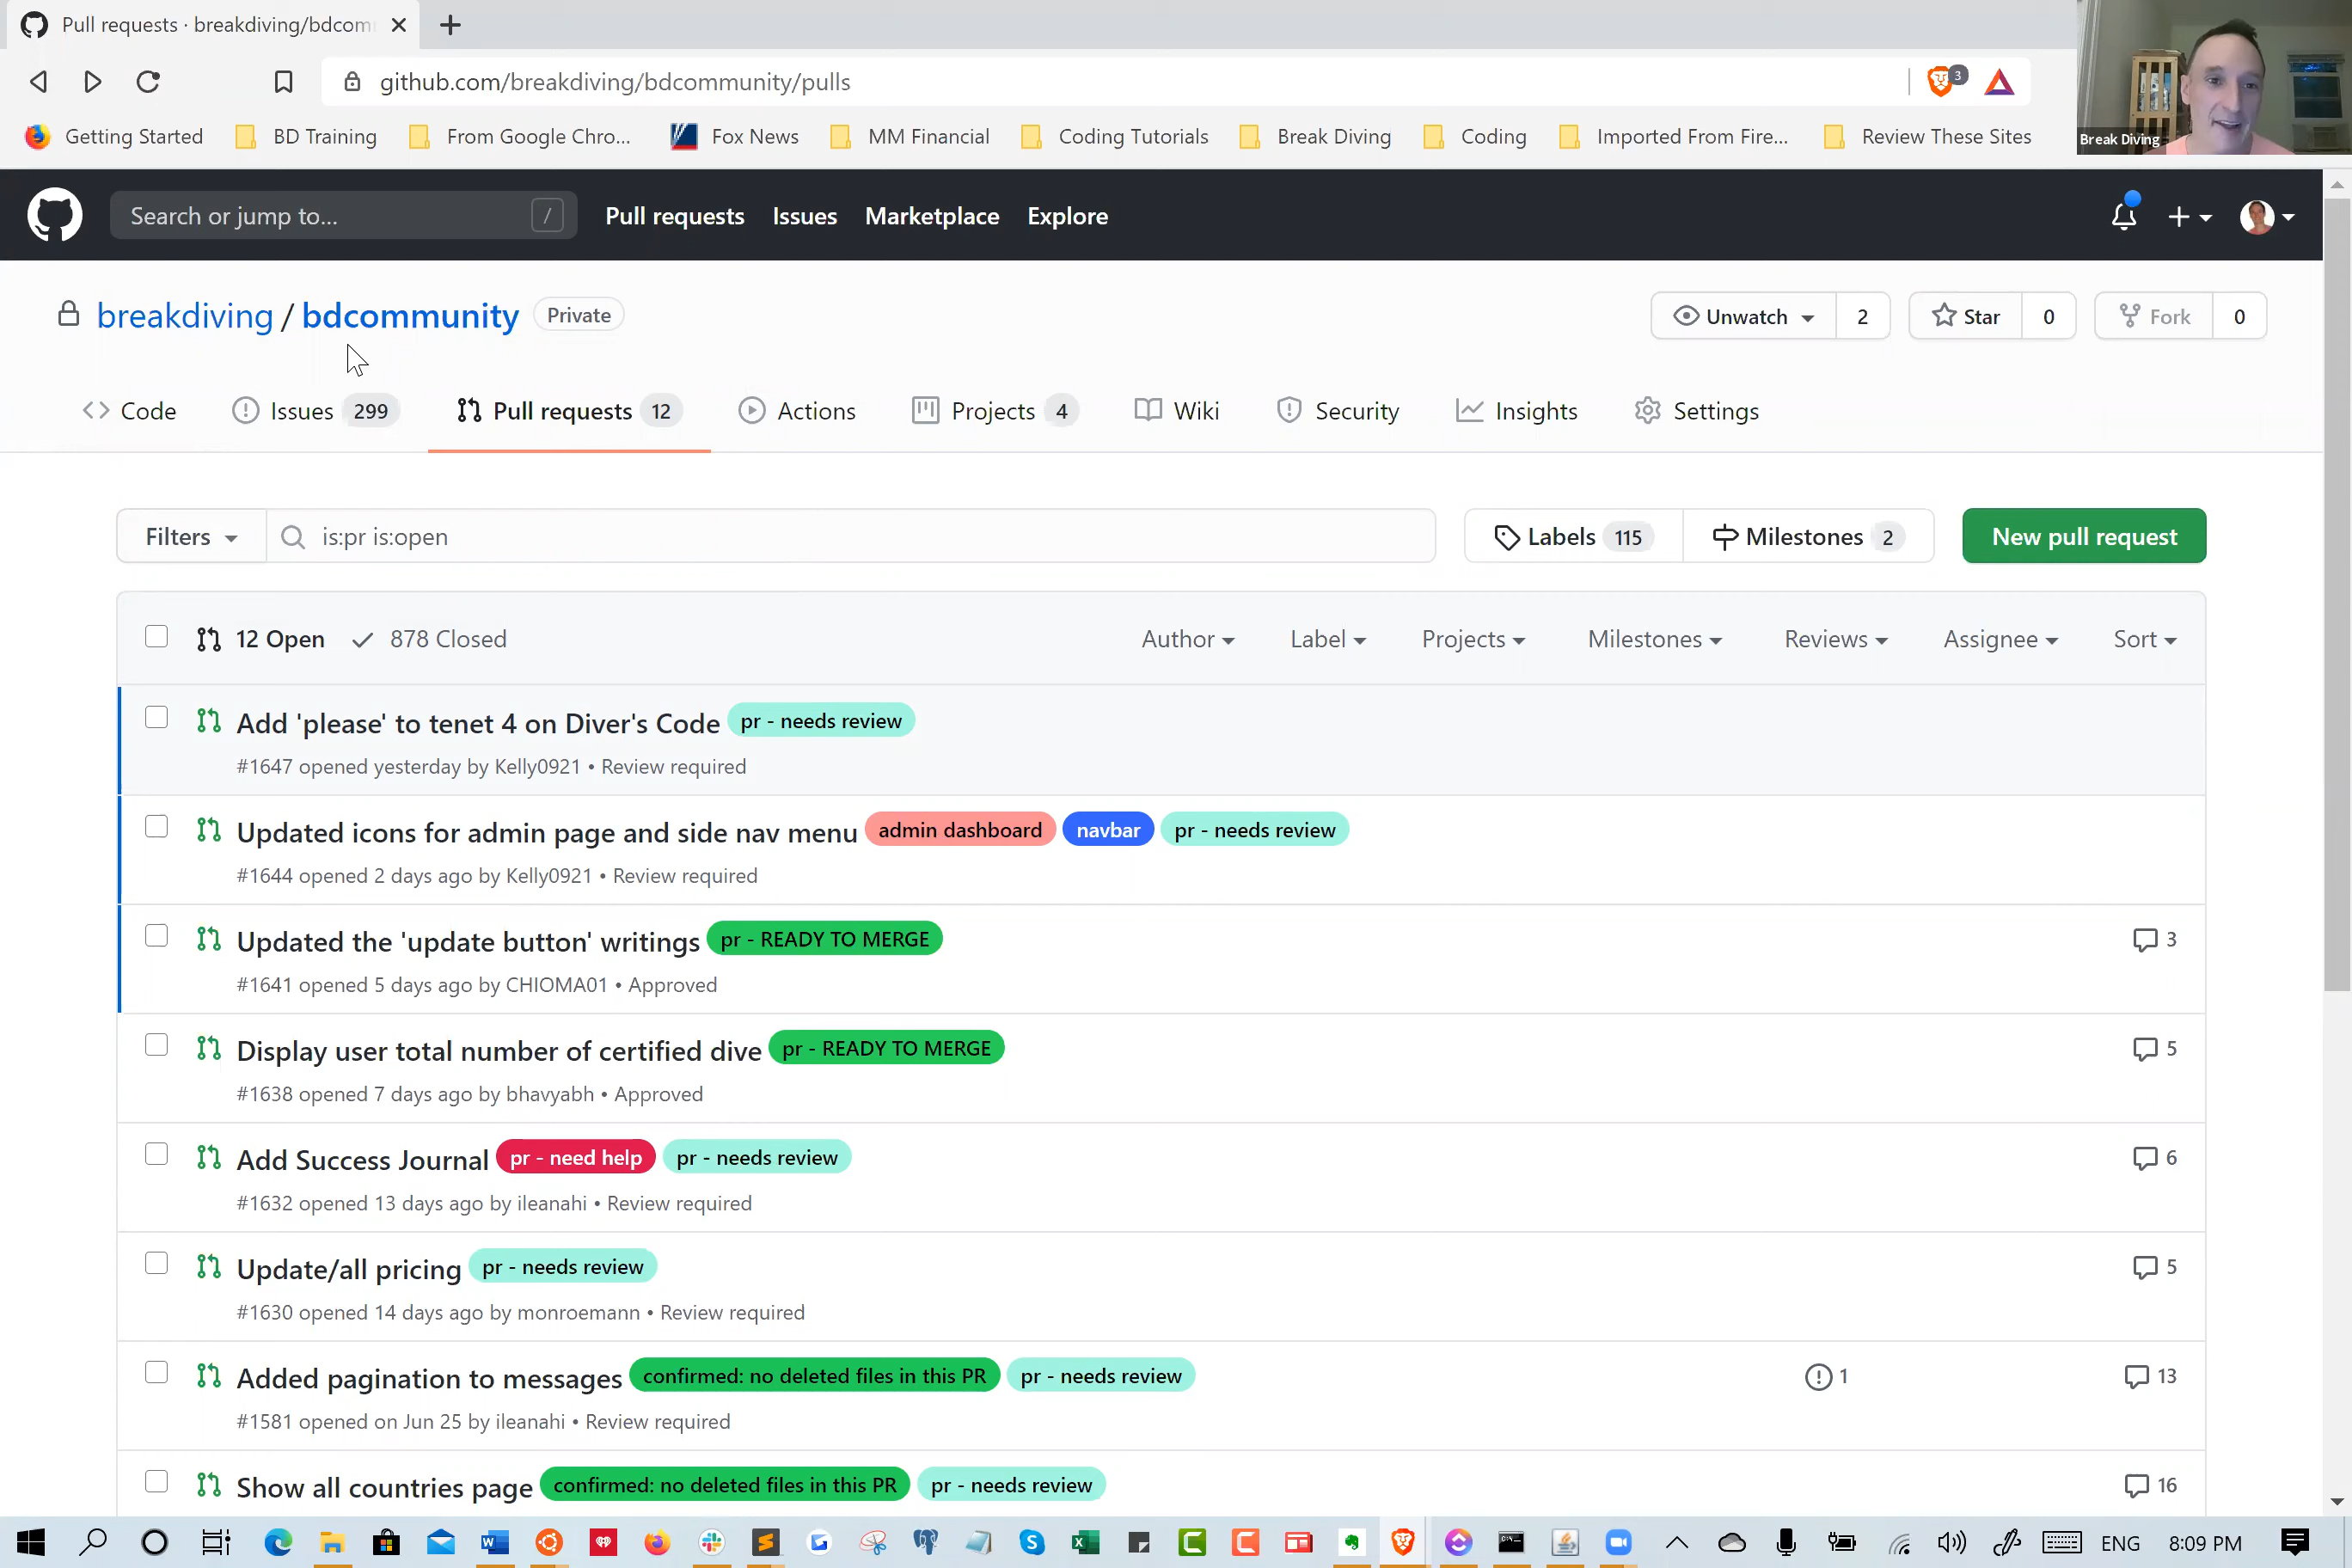 Pull requests · breakdiving/bdcom
github.com/breakdiving/bdcommunity/pulls
3
Getting Started BD Training From Google Chro... Fox News MM Financial Coding Tutorials Break Diving Coding Imported From Fire... Review These Sites
Break Diving
Search or jump to... / Pull requests Issues Marketplace Explore
breakdiving / bdcommunity Private Unwatch 2 Star 0 Fork 0
Code Issues 299 Pull requests 12 Actions Projects 4 Wiki Security Insights Settings
Filters is:pr is:open Labels 115 Milestones 2 New pull request
12 Open 878 Closed Author Label Projects Milestones Reviews Assignee Sort
Add 'please' to tenet 4 on Diver's Code pr - needs review
#1647 opened yesterday by Kelly0921 • Review required
Updated icons for admin page and side nav menu admin dashboard navbar pr - needs review
#1644 opened 2 days ago by Kelly0921 • Review required
Updated the 'update button' writings pr - READY TO MERGE 3
#1641 opened 5 days ago by CHIOMA01 • Approved
Display user total number of certified dive pr - READY TO MERGE 5
#1638 opened 7 days ago by bhavyabh • Approved
Add Success Journal pr - need help pr - needs review 6
#1632 opened 13 days ago by ileanahi • Review required
Update/all pricing pr - needs review 5
#1630 opened 14 days ago by monroemann • Review required
Added pagination to messages confirmed: no deleted files in this PR pr - needs review 1 13
#1581 opened on Jun 25 by ileanahi • Review required
Show all countries page confirmed: no deleted files in this PR pr - needs review 16
ENG 8:09 PM